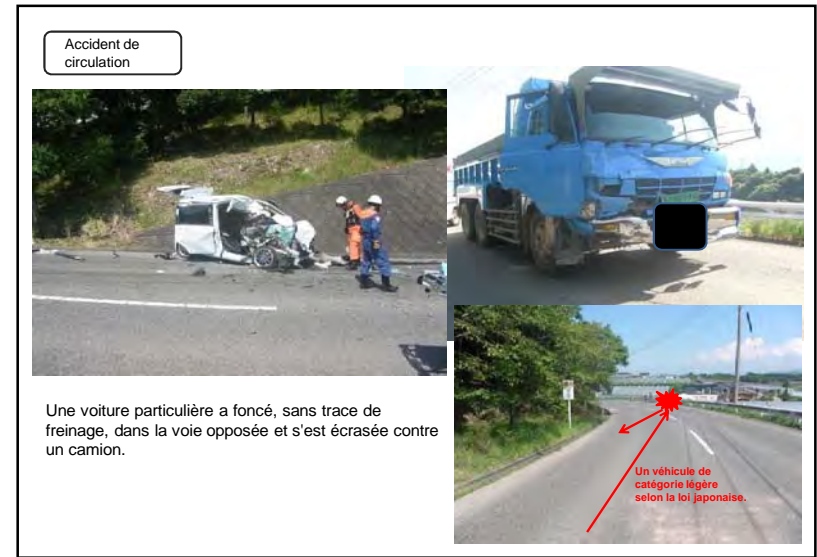 Accident de
circulation
Une voiture particulière a foncé, sans trace de
freinage, dans la voie opposée et s'est écrasée contre
un camion.
Un véhicule de
catégorie légère
selon la loi japonaise.